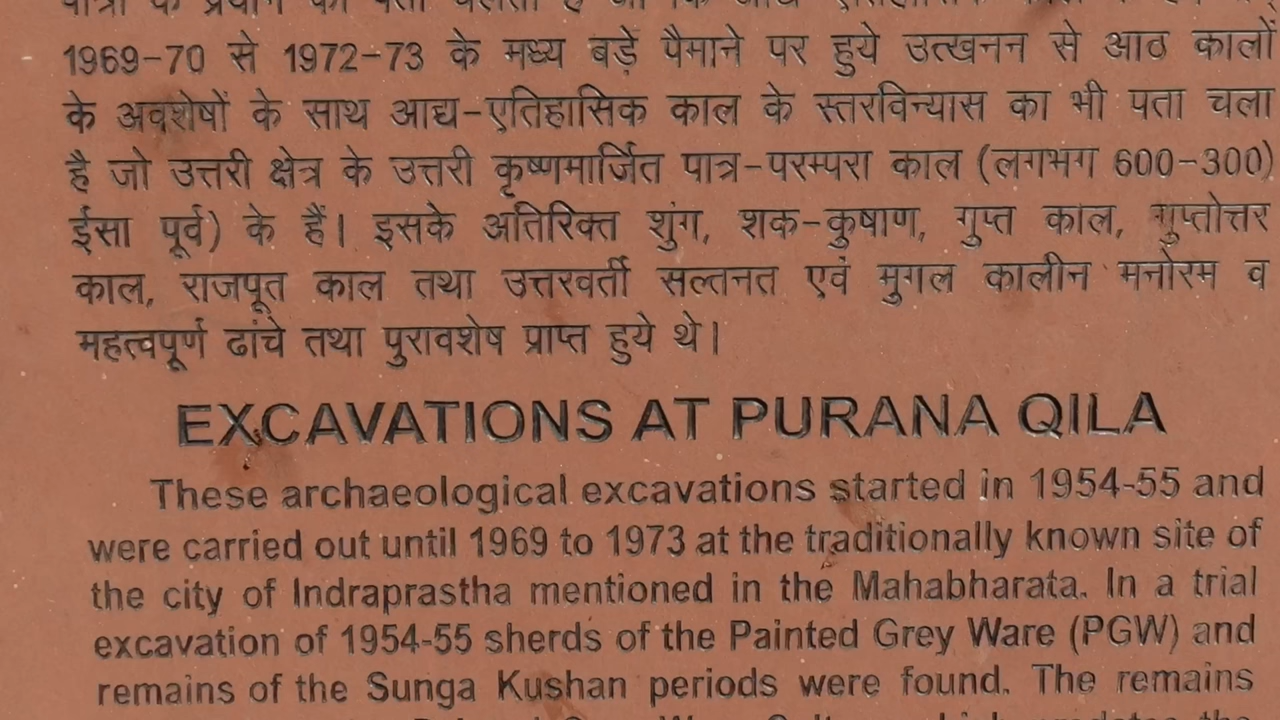 1969-70 से 1972-73 के मध्य बड़े पैमाने पर हुये उत्खनन से आठ कालों
के अवशेषों के साथ आद्य-एतिहासिक काल के स्तरविन्यास का भी पता चला
है जो उत्तरी क्षेत्र के उत्तरी कृष्णमार्जित पात्र-परम्परा काल (लगभग 600-300)
ईसा पूर्व) के हैं। इसके अतिरिक्त शुंग, शक-कुषाण, गुप्त काल, गुप्तोत्तर
काल, राजपूत काल तथा उत्तरवर्ती सल्तनत एवं मुगल कालीन मनोरम व
महत्वपूर्ण ढांचे तथा पुरावशेष प्राप्त हुये थे।
EXCAVATIONS AT PURANA QILA
These archaeological excavations started in 1954-55 and
were carried out until 1969 to 1973 at the traditionally known site of
the city of Indraprastha mentioned in the Mahabharata. In a trial
excavation of 1954-55 sherds of the Painted Grey Ware (PGW) and
remains of the Sunga Kushan periods were found. The remains